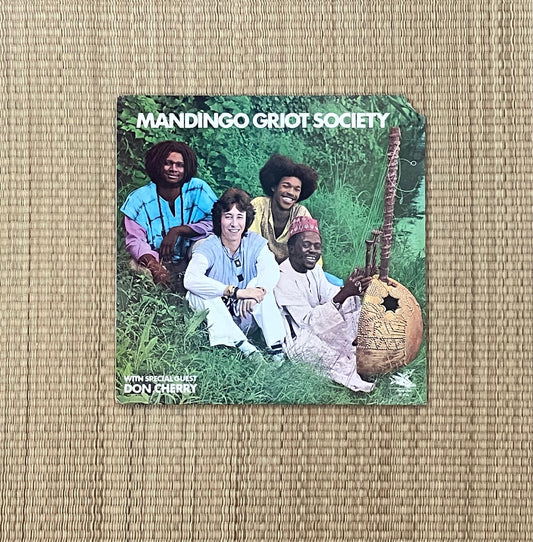 MANDINGO GRIOT SOCIETY
WITH SPECIAL GUEST
DON CHERRY